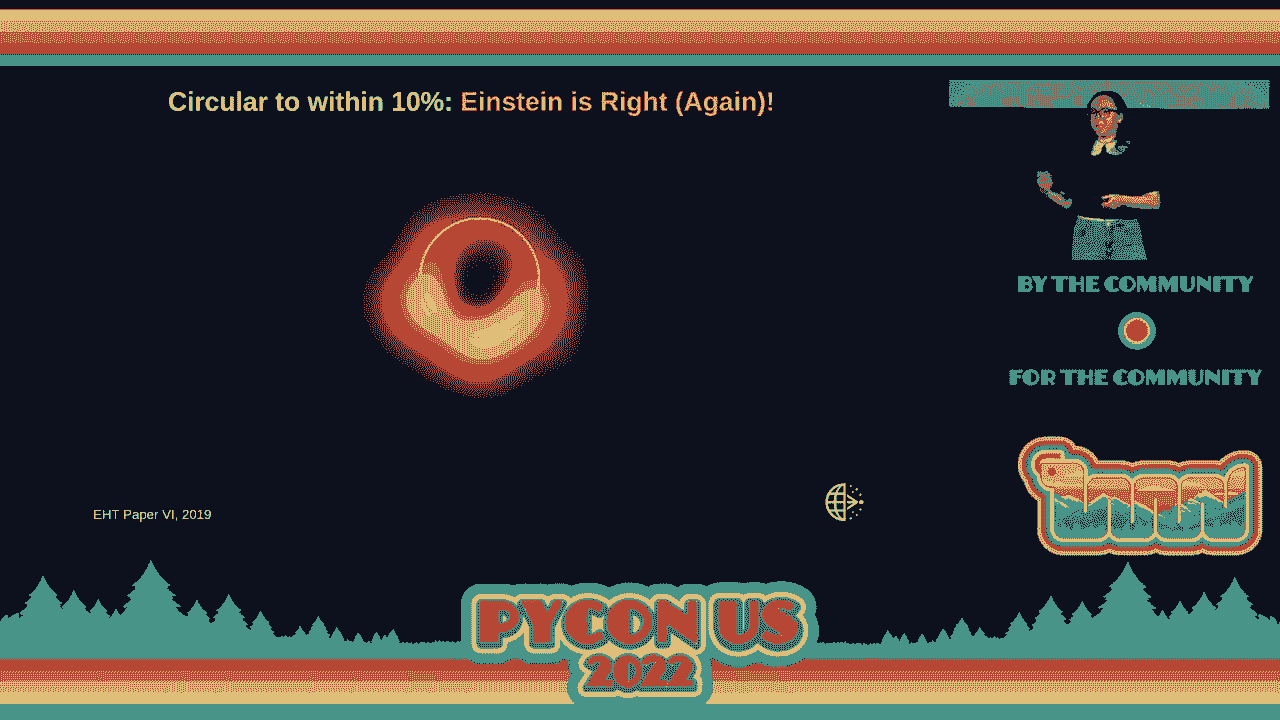 Circular to within 10%: Einstein is Right (Again)!
BY THE COMMUNITY
FOR THE COMMUNITY
EHT Paper VI, 2019
PYCON US
2022